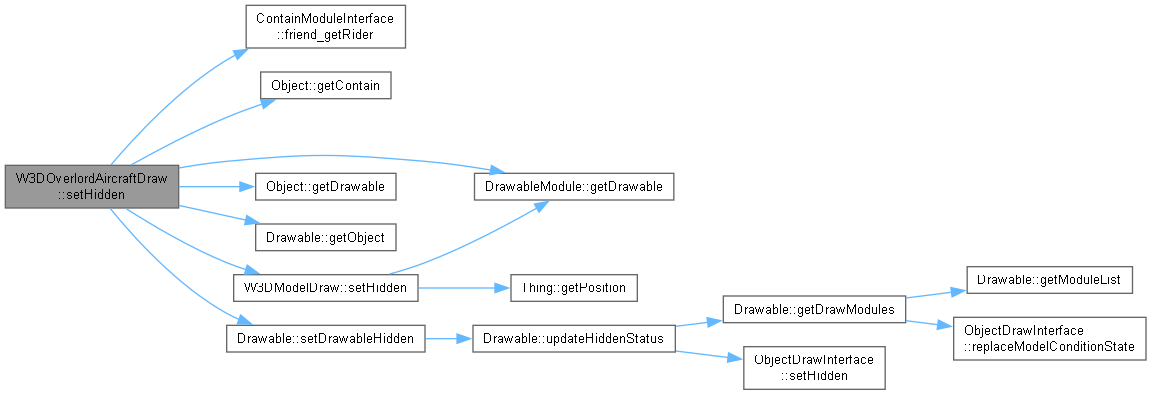 ContainModuleInterface
::friend_getRider
Object::getContain
W3DOverlordAircraftDraw
::setHidden
Object::getDrawable
DrawableModule::getDrawable
Drawable::getObject
W3DModelDraw::setHidden
Thing::getPosition
Drawable::setDrawableHidden
Drawable::updateHiddenStatus
Drawable::getDrawModules
ObjectDrawInterface
::setHidden
Drawable::getModuleList
ObjectDrawInterface
::replaceModelConditionState